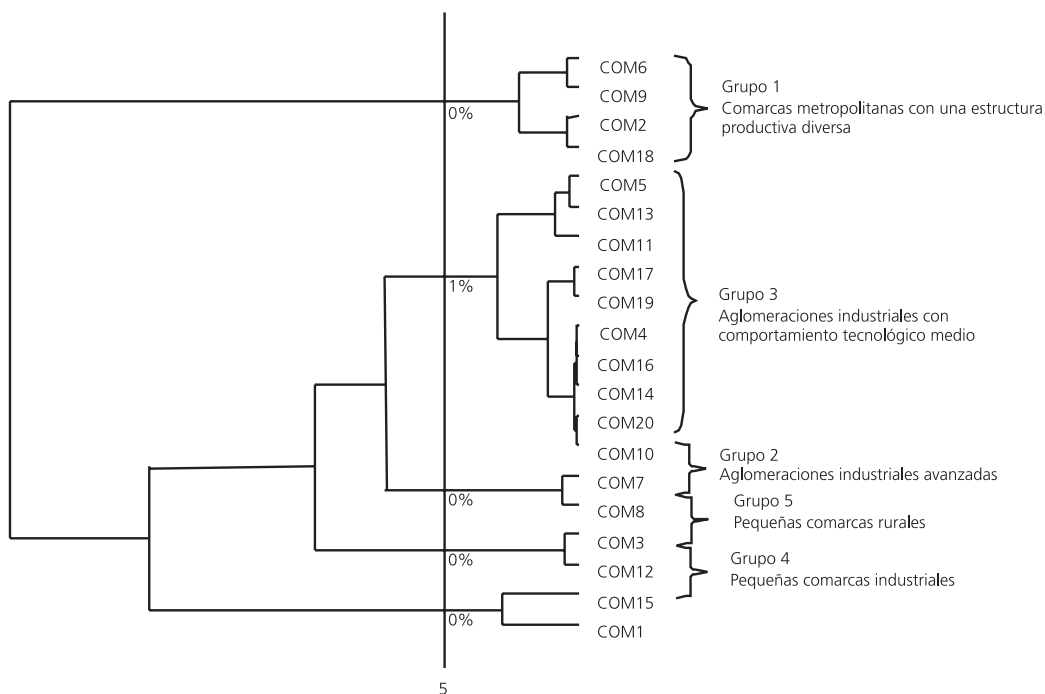 COM6
COM9
COM2
COM18
COM5
COM13
COM11
COM17
COM19
COM4
COM16
COM14
COM20
COM10
COM7
COM8
COM3
COM12
COM15
COM1
0%
1%
0%
0%
0%
5
Grupo 1
Comarcas metropolitanas con una estructura
productiva diversa
Grupo 3
Aglomeraciones industriales con
comportamiento tecnológico medio
Grupo 2
Aglomeraciones industriales avanzadas
Grupo 5
Pequeñas comarcas rurales
Grupo 4
Pequeñas comarcas industriales